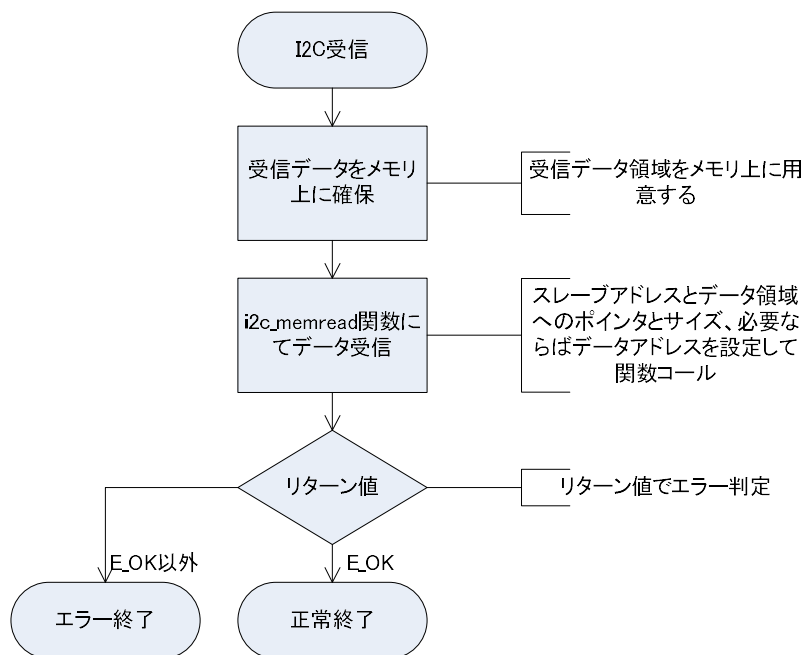 I2C受信
受信データをメモリ
上に確保
受信データ領域をメモリ上に用
意する
i2c_memread関数に
てデータ受信
スレーブアドレスとデータ領域
へのポインタとサイズ、必要な
らばデータアドレスを設定して
関数コール
リターン値
リターン値でエラー判定
E_OK以外
E_OK
エラー終了
正常終了